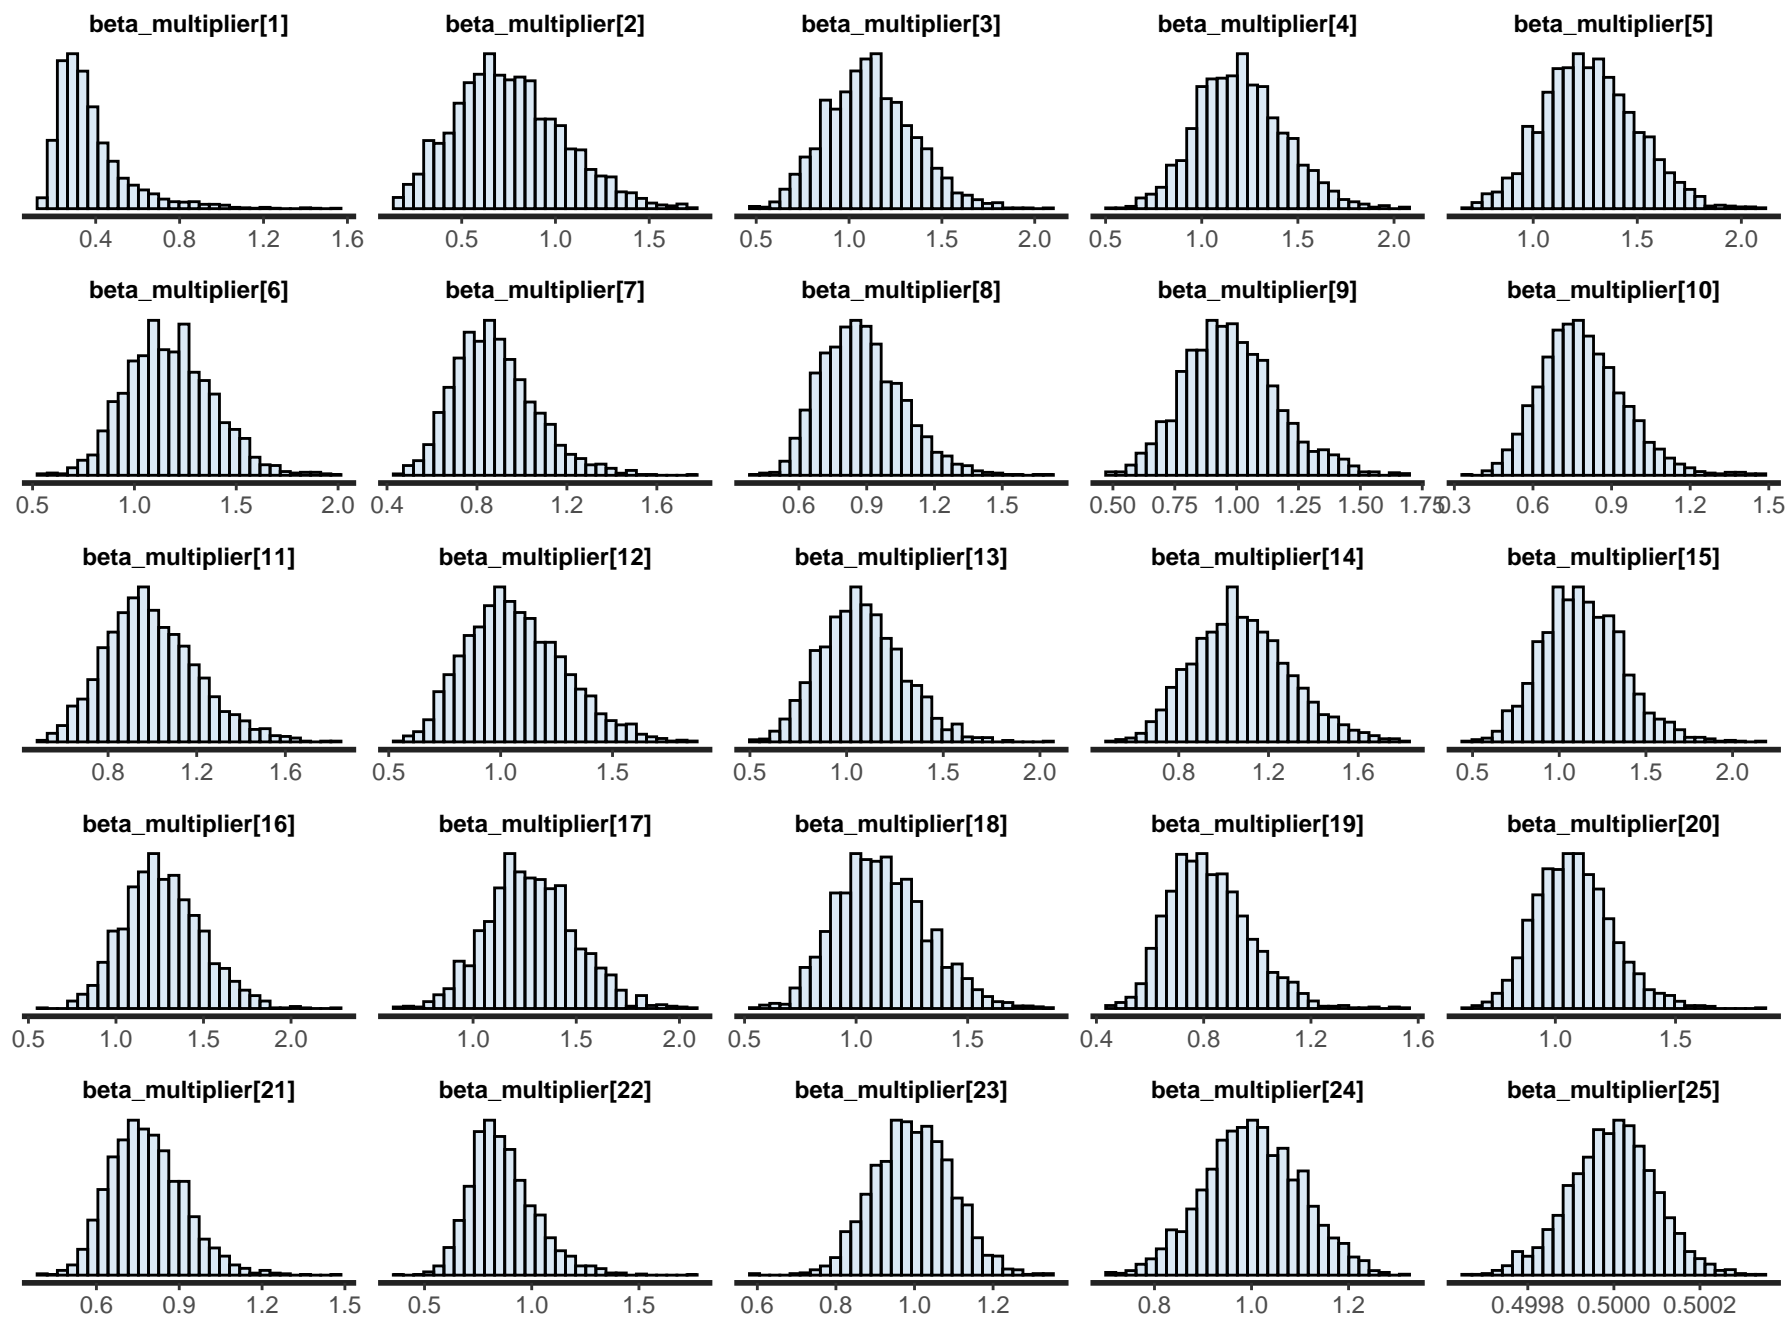 beta_multiplier[1] beta_multiplier[2] beta_multiplier[3] beta_multiplier[4] beta_multiplier[5]
0.4 0.8 1.2 1.6 0.5 1.0 1.5 0.5 1.0 1.5 2.0 0.5 1.0 1.5 2.0 1.0 1.5 2.0
beta_multiplier[6] beta_multiplier[7] beta_multiplier[8] beta_multiplier[9] beta_multiplier[10]
0.5 1.0 1.5 2.0 0.4 0.8 1.2 1.6 0.6 0.9 1.2 1.5 0.50 0.75 1.00 1.25 1.50 1.75 0.3 0.6 0.9 1.2 1.5
beta_multiplier[11] beta_multiplier[12] beta_multiplier[13] beta_multiplier[14] beta_multiplier[15]
0.8 1.2 1.6 0.5 1.0 1.5 0.5 1.0 1.5 2.0 0.8 1.2 1.6 0.5 1.0 1.5 2.0
beta_multiplier[16] beta_multiplier[17] beta_multiplier[18] beta_multiplier[19] beta_multiplier[20]
0.5 1.0 1.5 2.0 1.0 1.5 2.0 0.5 1.0 1.5 0.4 0.8 1.2 1.6 1.0 1.5
beta_multiplier[21] beta_multiplier[22] beta_multiplier[23] beta_multiplier[24] beta_multiplier[25]
0.6 0.9 1.2 1.5 0.5 1.0 1.5 0.6 0.8 1.0 1.2 0.8 1.0 1.2 0.4998 0.5000 0.5002